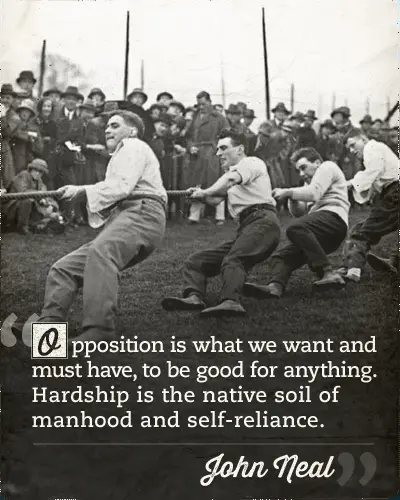 “Opposition is what we want and
must have, to be good for anything.
Hardship is the native soil of
manhood and self-reliance.
John Neal”